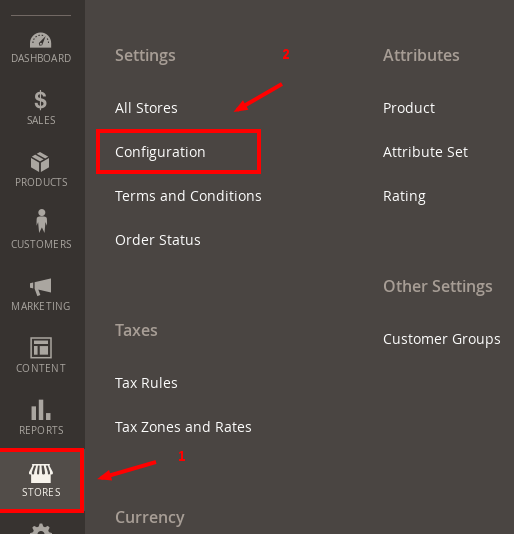 DASHBOARD
$
SALES
PRODUCTS
CUSTOMERS
MARKETING
CONTENT
REPORTS
STORES
1
Settings
2
All Stores
Configuration
Terms and Conditions
Order Status
Taxes
Tax Rules
Tax Zones and Rates
Currency
Attributes
Product
Attribute Set
Rating
Other Settings
Customer Groups